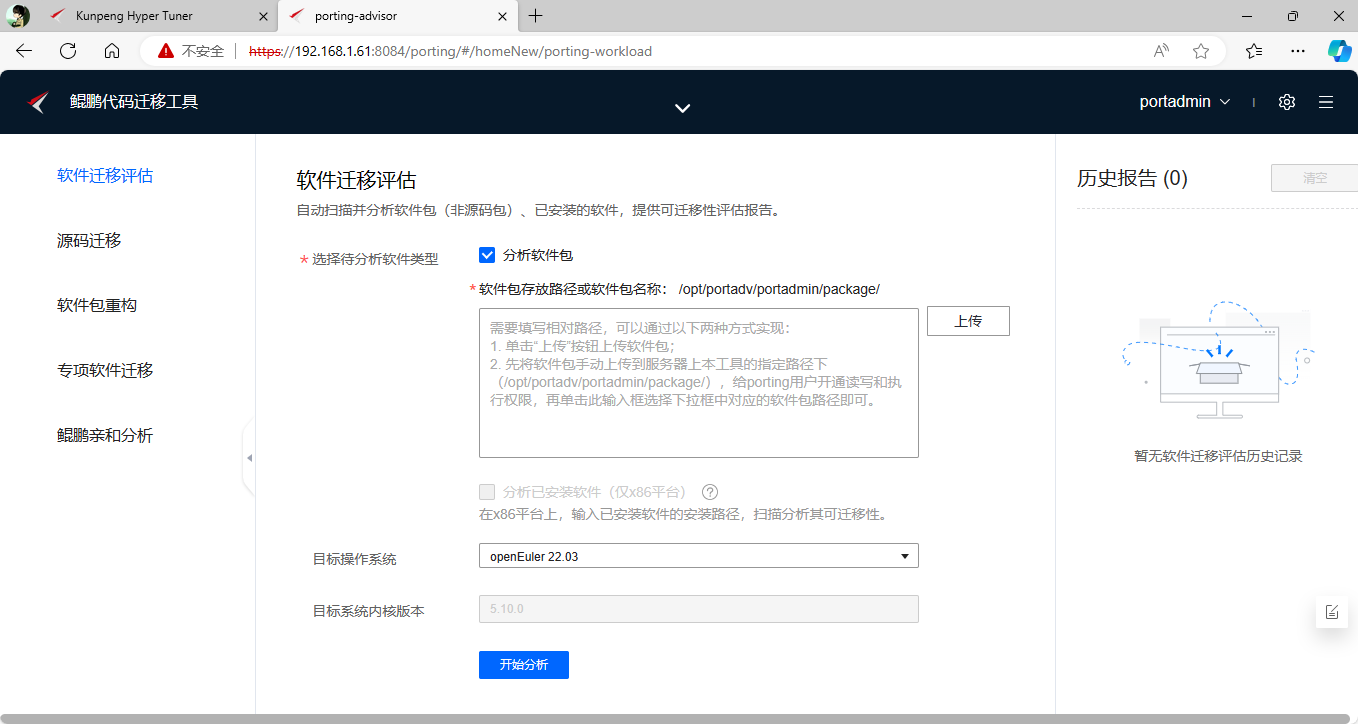 Kunpeng Hyper Tuner
porting-advisor
不安全
https://192.168.1.61:8084/porting/#/homeNew/porting-workload
鲲鹏代码迁移工具
portadmin
软件迁移评估
源码迁移
软件包重构
专项软件迁移
鲲鹏亲和分析
软件迁移评估
自动扫描并分析软件包（非源码包）、已安装的软件，提供可迁移性评估报告。
* 选择待分析软件类型
分析软件包
* 软件包存放路径或软件包名称： /opt/portadv/portadmin/package/
需要填写相对路径，可以通过以下两种方式实现：
1. 单击“上传”按钮上传软件包；
2. 先将软件包手动上传到服务器上本工具的指定路径下
（/opt/portadv/portadmin/package/），给porting用户开通读写和执
行权限，再单击此输入框选择下拉框中对应的软件包路径即可。
上传
分析已安装软件（仅x86平台） ?
在x86平台上，输入已安装软件的安装路径，扫描分析其可迁移性。
目标操作系统
openEuler 22.03
目标系统内核版本
5.10.0
开始分析
历史报告 (0)
清空
暂无软件迁移评估历史记录